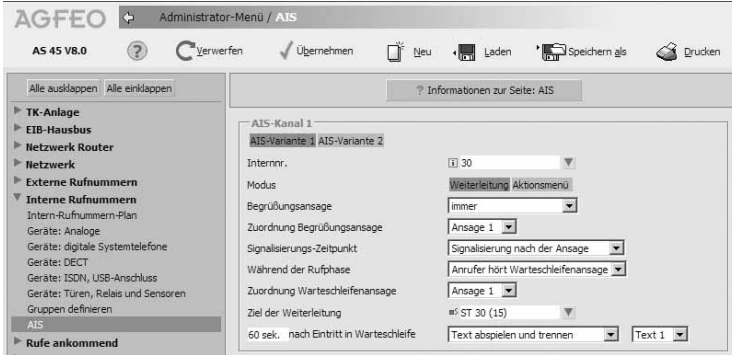 AGFEO Administrator-Menü / AIS
AS 45 V8.0 ? Verwerfen Übernehmen Neu Laden Speichern als Drucken
Alle ausklappen Alle einklappen
TK-Anlage
EIB-Hausbus
Netzwerk Router
Netzwerk
Externe Rufnummern
Interne Rufnummern
Intern-Rufnummern-Plan
Geräte: Analoge
Geräte: digitale Systemtelefone
Geräte: DECT
Geräte: ISDN, USB-Anschluss
Geräte: Türen, Relais und Sensoren
Gruppen definieren
AIS
Rufe ankommend
? Informationen zur Seite: AIS
AIS-Kanal 1
AIS-Variante 1 AIS-Variante 2
Internnr. 30
Modus Weiterleitung Aktionsmenü
Begrüßungsansage immer
Zuordnung Begrüßungsansage Ansage 1
Signalisierungs-Zeitpunkt Signalisierung nach der Ansage
Während der Rufphase Anrufer hört Warteschleifenansage
Zuordnung Warteschleifenansage Ansage 1
Ziel der Weiterleitung ST 30 (15)
60 sek. nach Eintritt in Warteschleife Text abspielen und trennen Text 1